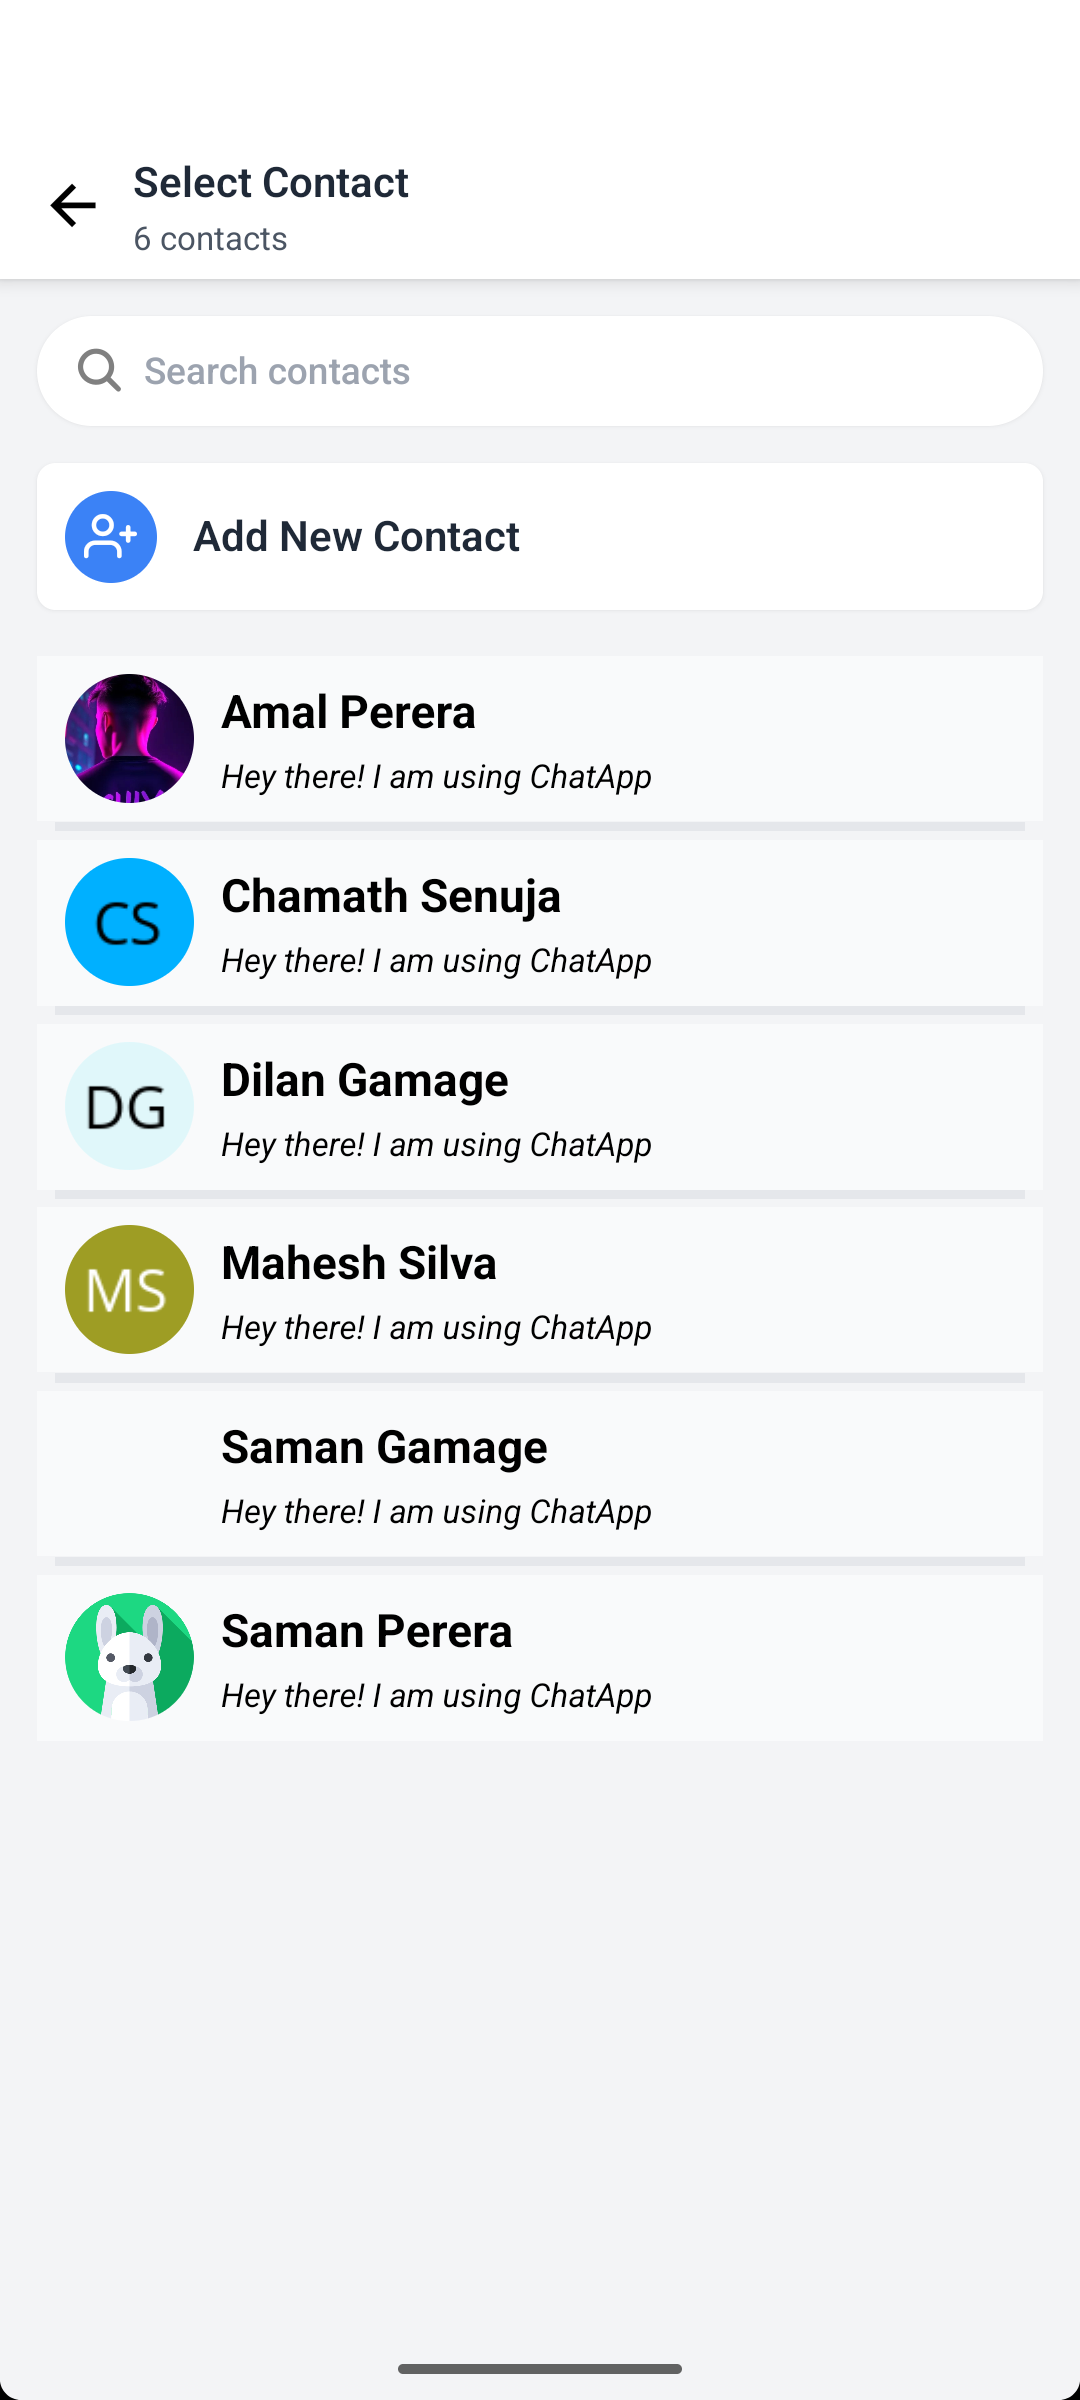 Select Contact
6 contacts
Search contacts
Add New Contact
Amal Perera
Hey there! I am using ChatApp
CS
Chamath Senuja
Hey there! I am using ChatApp
DG
Dilan Gamage
Hey there! I am using ChatApp
MS
Mahesh Silva
Hey there! I am using ChatApp
Saman Gamage
Hey there! I am using ChatApp
Saman Perera
Hey there! I am using ChatApp